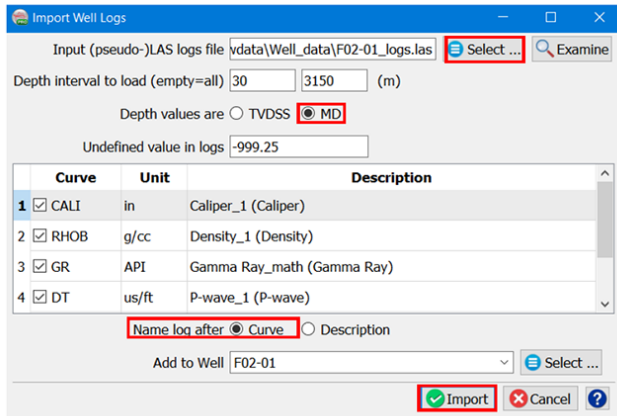 Import Well Logs
Input (pseudo-)LAS logs file vdata\Well_data\F02-01_logs.las Select ... Examine
Depth interval to load (empty=all) 30 3150 (m)
Depth values are TVDSS MD
Undefined value in logs -999.25
Curve Unit Description
1 CALI in Caliper_1 (Caliper)
2 RHOB g/cc Density_1 (Density)
3 GR API Gamma Ray_math (Gamma Ray)
4 DT us/ft P-wave_1 (P-wave)
Name log after Curve Description
Add to Well F02-01 Select ...
Import Cancel ?